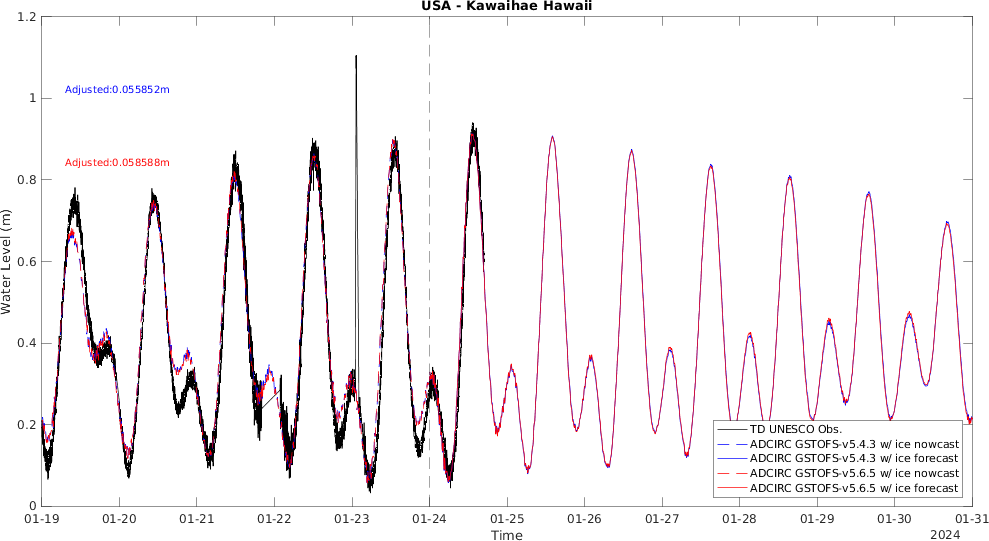 USA - Kawaihae Hawaii
1.2
1
0.8
0.6
0.4
0.2
0
Water Level (m)
Adjusted:0.055852m
Adjusted:0.058588m
TD UNESCO Obs.
ADCIRC GSTOFS-v5.4.3 w/ ice nowcast
ADCIRC GSTOFS-v5.4.3 w/ ice forecast
ADCIRC GSTOFS-v5.6.5 w/ ice nowcast
ADCIRC GSTOFS-v5.6.5 w/ ice forecast
01-19 01-20 01-21 01-22 01-23 01-24 01-25 01-26 01-27 01-28 01-29 01-30 01-31
Time
2024